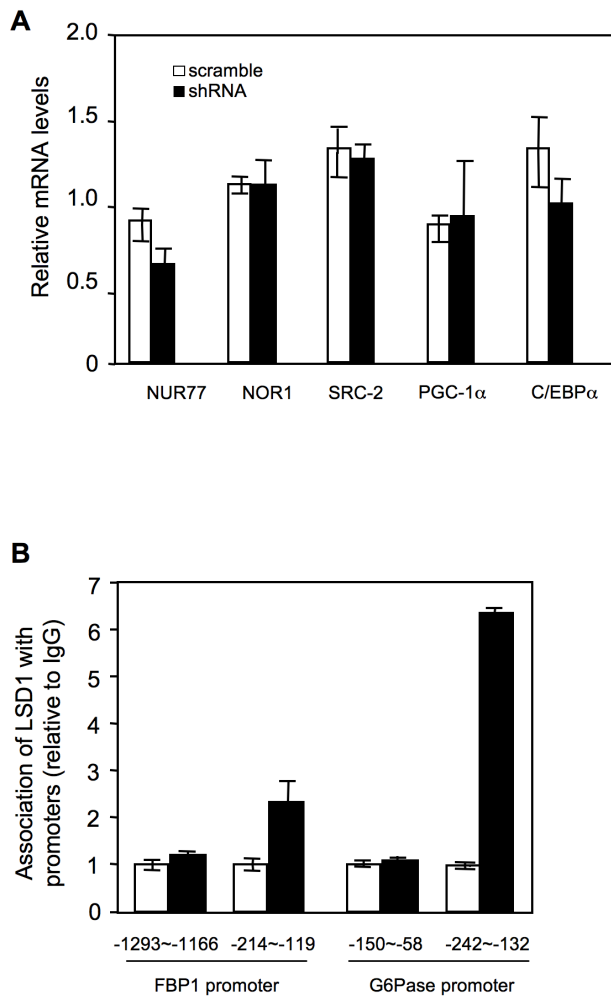 A
Relative mRNA levels
2.0
1.5
1.0
0.5
0
scramble
shRNA
NUR77 NOR1 SRC-2 PGC-1α C/EBPα
B
Association of LSD1 with
promoters (relative to IgG)
7
6
5
4
3
2
1
0
-1293~-1166 -214~-119 -150~-58 -242~-132
FBP1 promoter G6Pase promoter